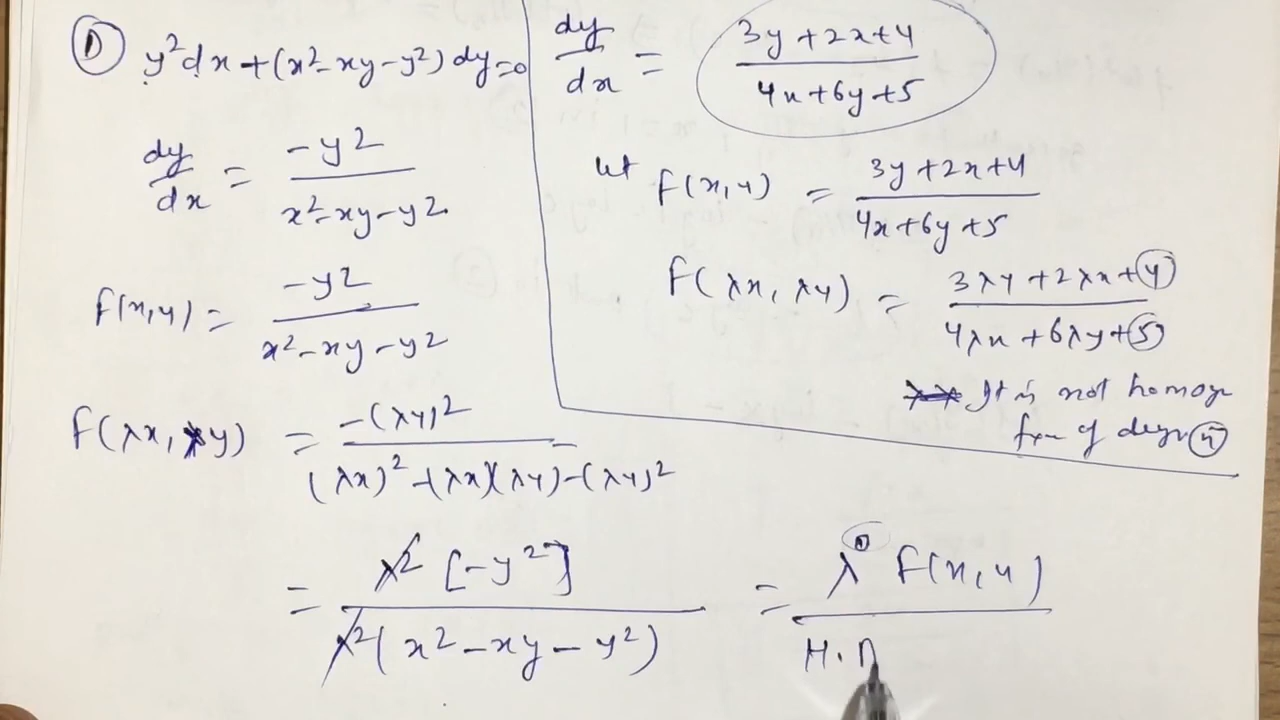 ① y²dx + (x² - xy - y²) dy = 0
dy/dx = -y²/(x² - xy - y²)
f(x,y) = -y²/(x² - xy - y²)
f(λx, λy) = -(λy)²/((λx)² - (λx)(λy) - (λy)²)
= λ²[-y²]/λ²(x² - xy - y²) = λ⁰ f(x,y)
H.D
dy/dx = (3y + 2x + 4)/(4x + 6y + 5)
let f(x,y) = (3y + 2x + 4)/(4x + 6y + 5)
f(λx, λy) = (3λy + 2λx + 4)/(4λx + 6λy + 5)
It is not homoge
fun of degre n